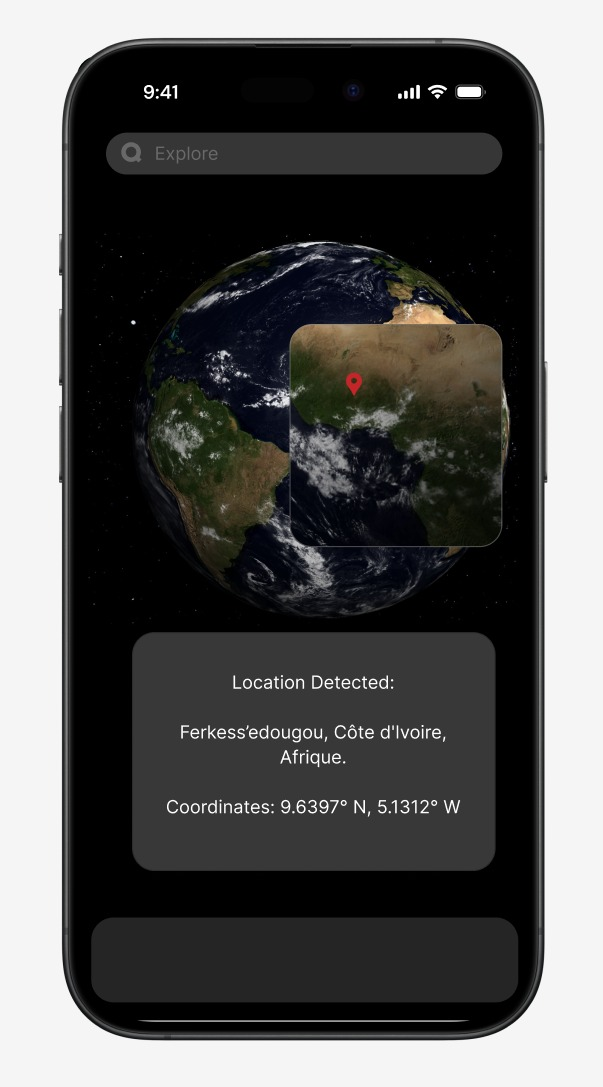 9:41
Explore
Location Detected:
Ferkess’edougou, Côte d'Ivoire,
Afrique.
Coordinates: 9.6397° N, 5.1312° W